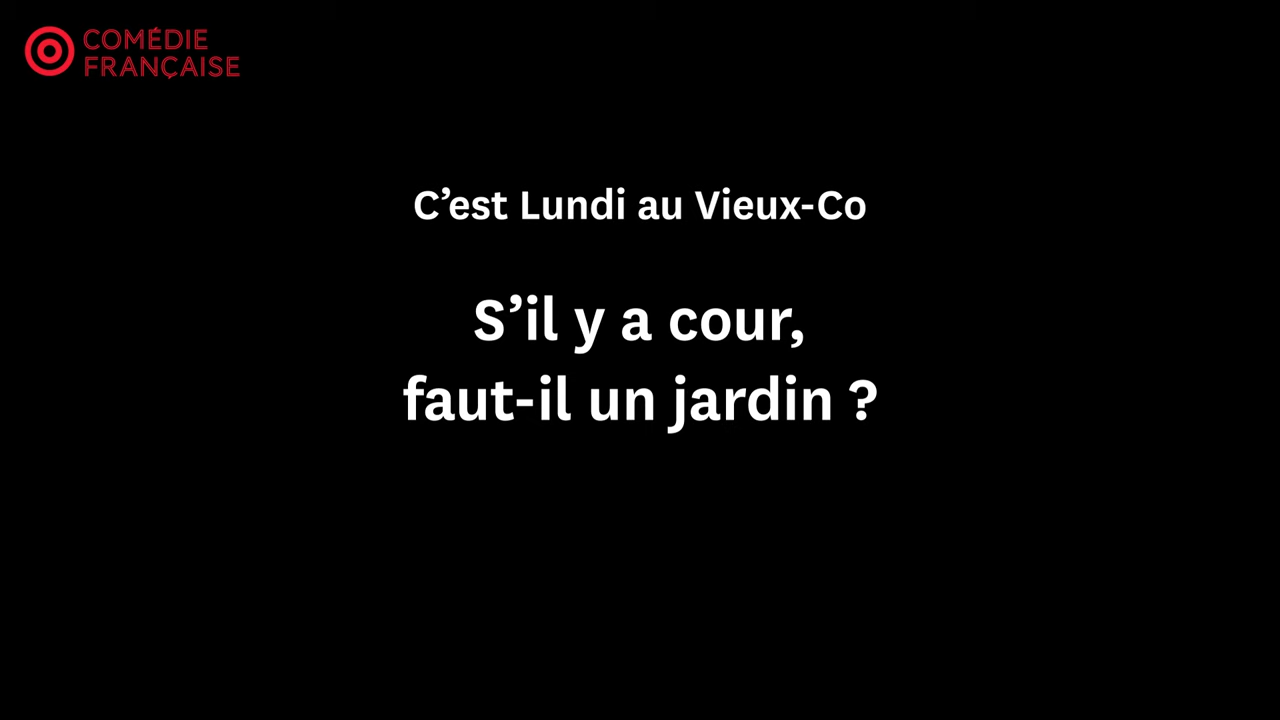 COMÉDIE
FRANÇAISE
C’est Lundi au Vieux-Co
S’il y a cour,
faut-il un jardin ?